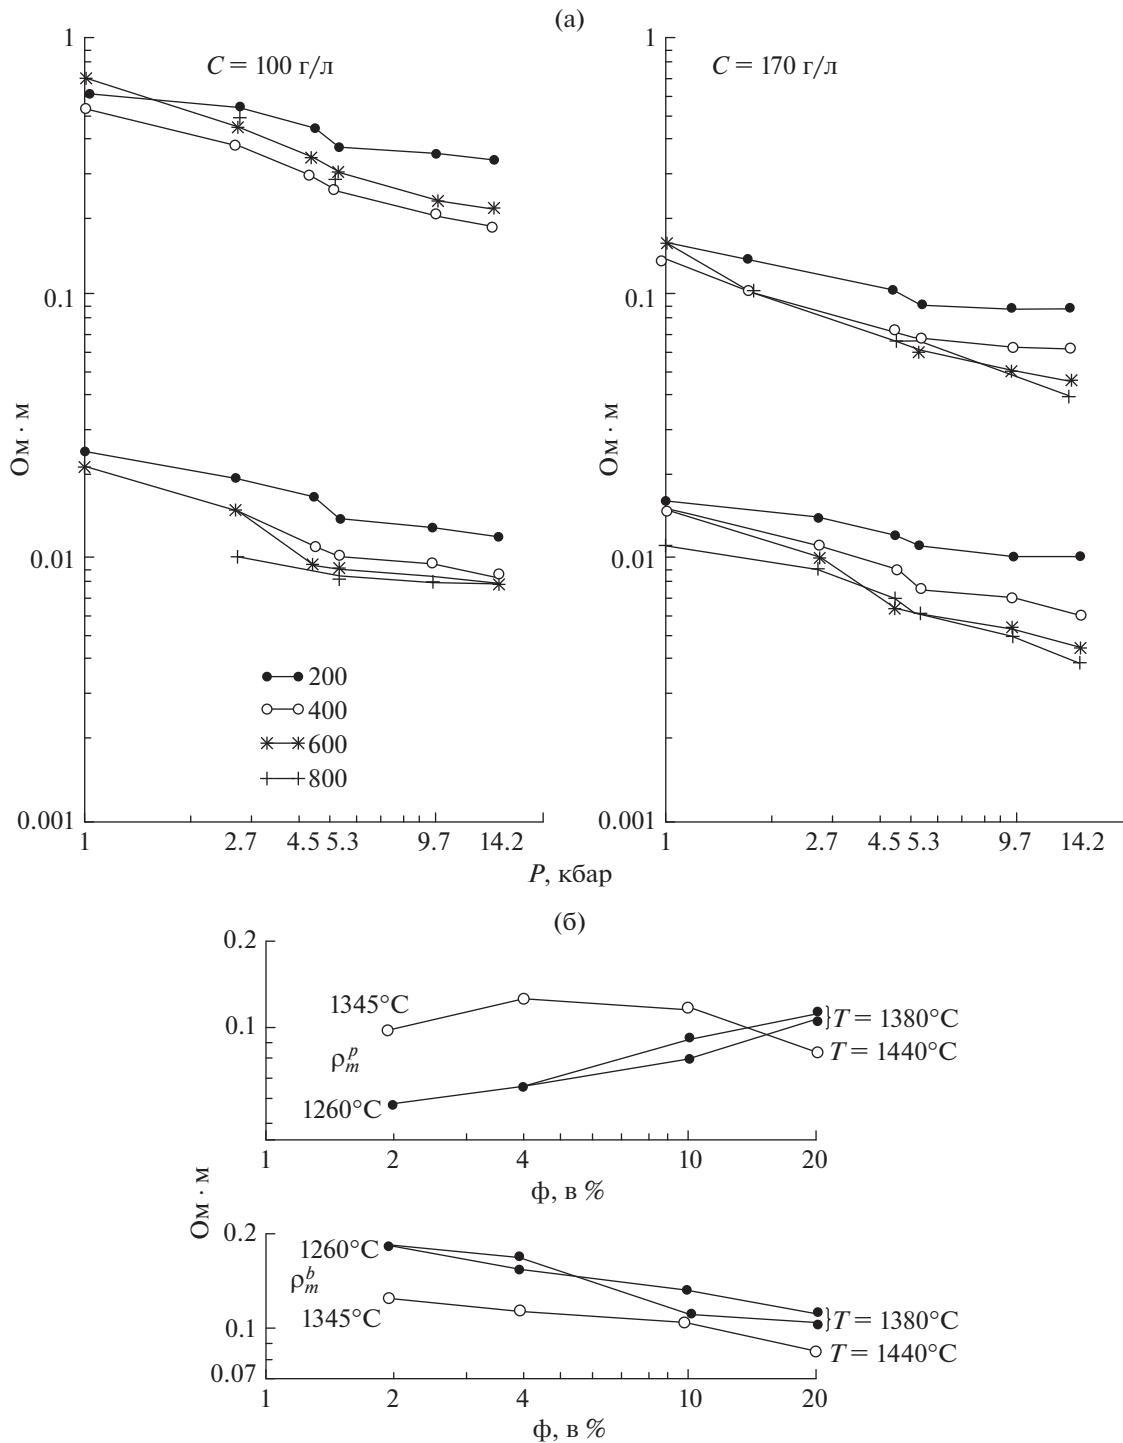 (а)
C = 100 г/л
C = 170 г/л
1
0.1
0.01
0.001
Ом · м
200
400
600
800
1 2.7 4.5 5.3 9.7 14.2
1
0.1
0.01
0.001
Ом · м
1 2.7 4.5 5.3 9.7 14.2
P, кбар
(б)
0.2
0.1
1345°C
ρ_m^p
1260°C
T = 1380°C
T = 1440°C
1 2 4 10 20
ф, в %
Ом · м
0.2
0.1
0.07
1260°C
ρ_m^b
1345°C
T = 1380°C
T = 1440°C
1 2 4 10 20
ф, в %